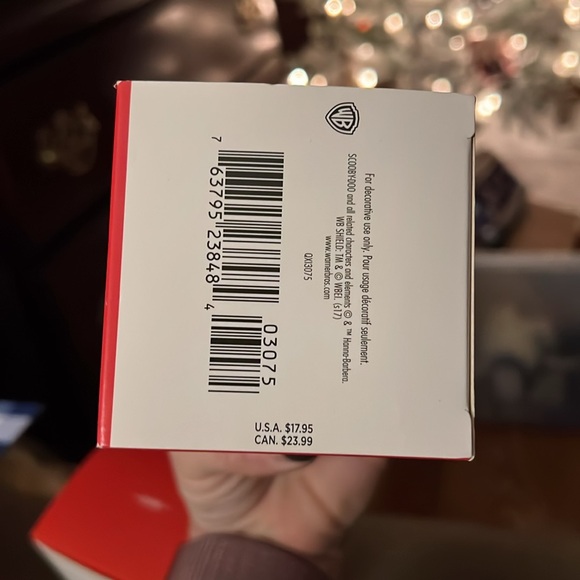 WB
For decorative use only. Pour usage décoratif seulement.
SCOOBY-DOO and all related characters and elements © & ™ Hanna-Barbera.
WB SHIELD: TM & © WBEI. (s17)
www.warnerbros.com
QXI3075
7 63795 23848 4
03075
U.S.A. $17.95
CAN. $23.99